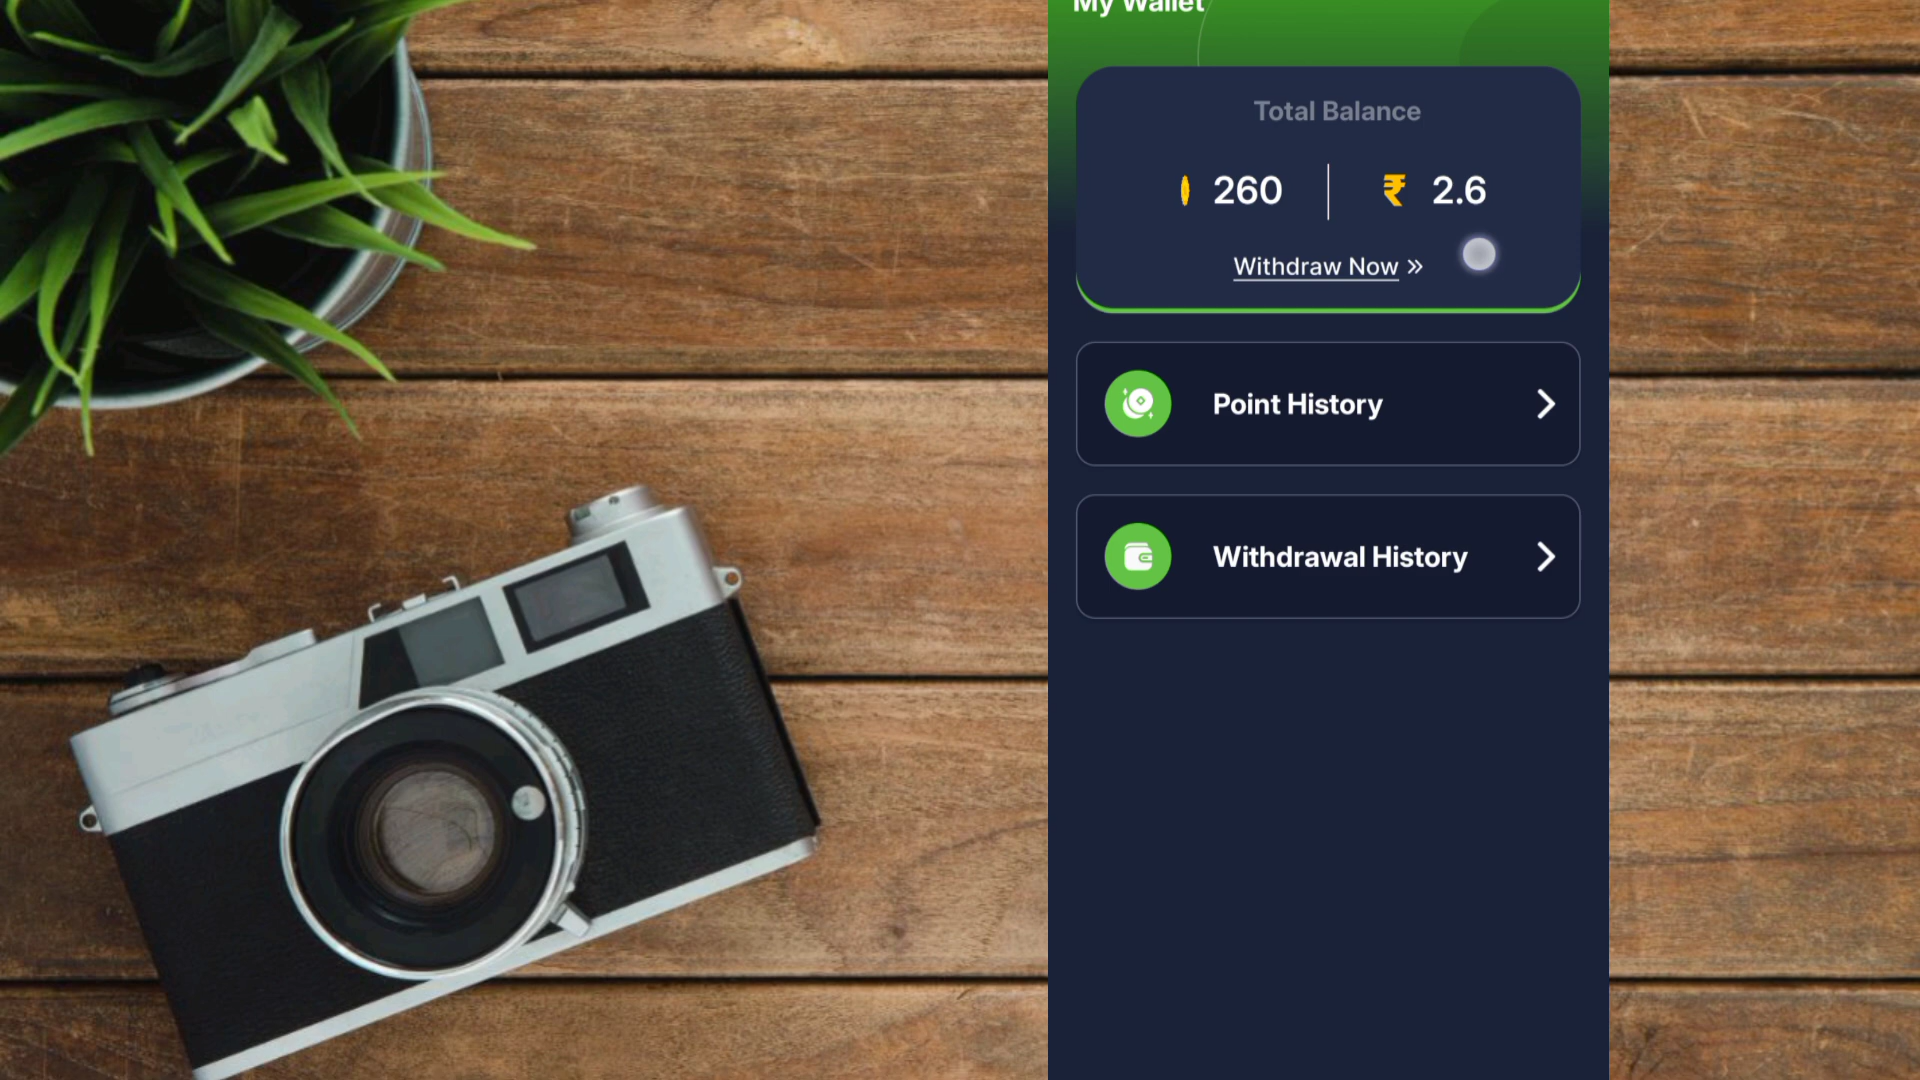 My Wallet
Total Balance
260
₹ 2.6
Withdraw Now »
Point History
Withdrawal History